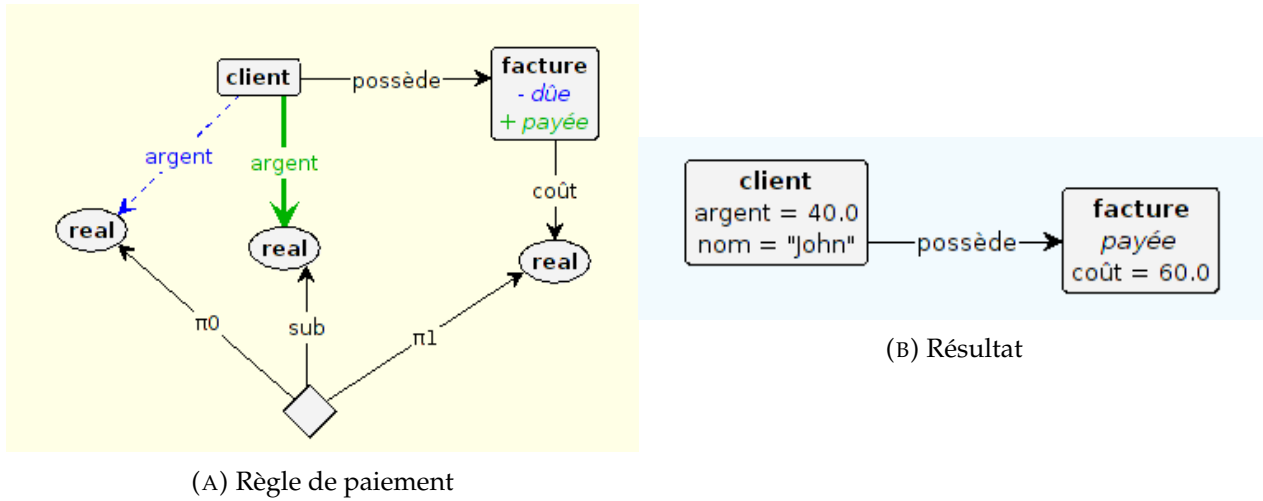 client
possède
facture
- dûe
+ payée
argent
argent
coût
real
real
real
π0
sub
π1
(A) Règle de paiement
client
argent = 40.0
nom = "John"
possède
facture
payée
coût = 60.0
(B) Résultat